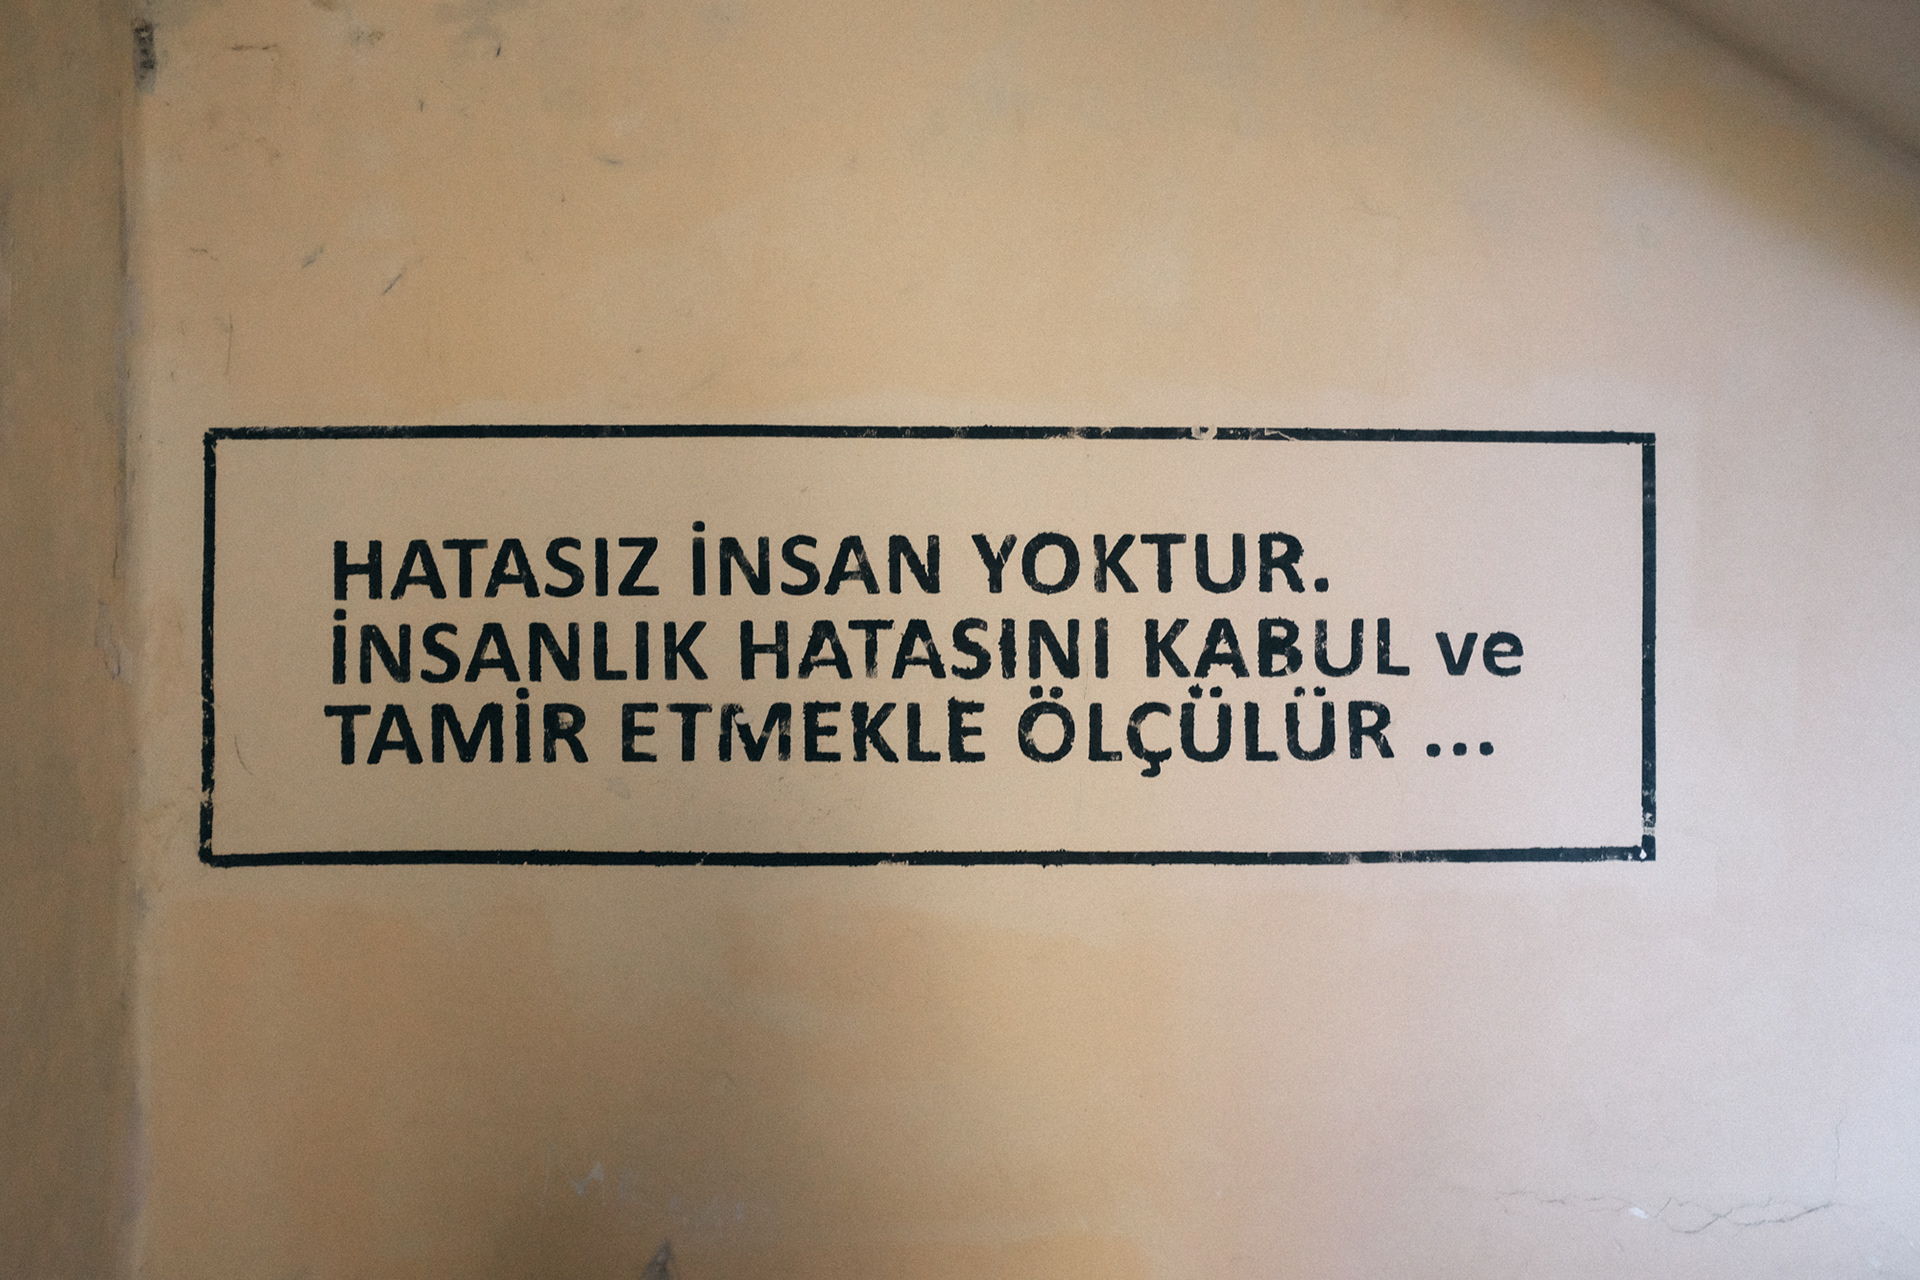 HATASIZ İNSAN YOKTUR.
İNSANLIK HATASINI KABUL ve
TAMİR ETMEKLE ÖLÇÜLÜR ...